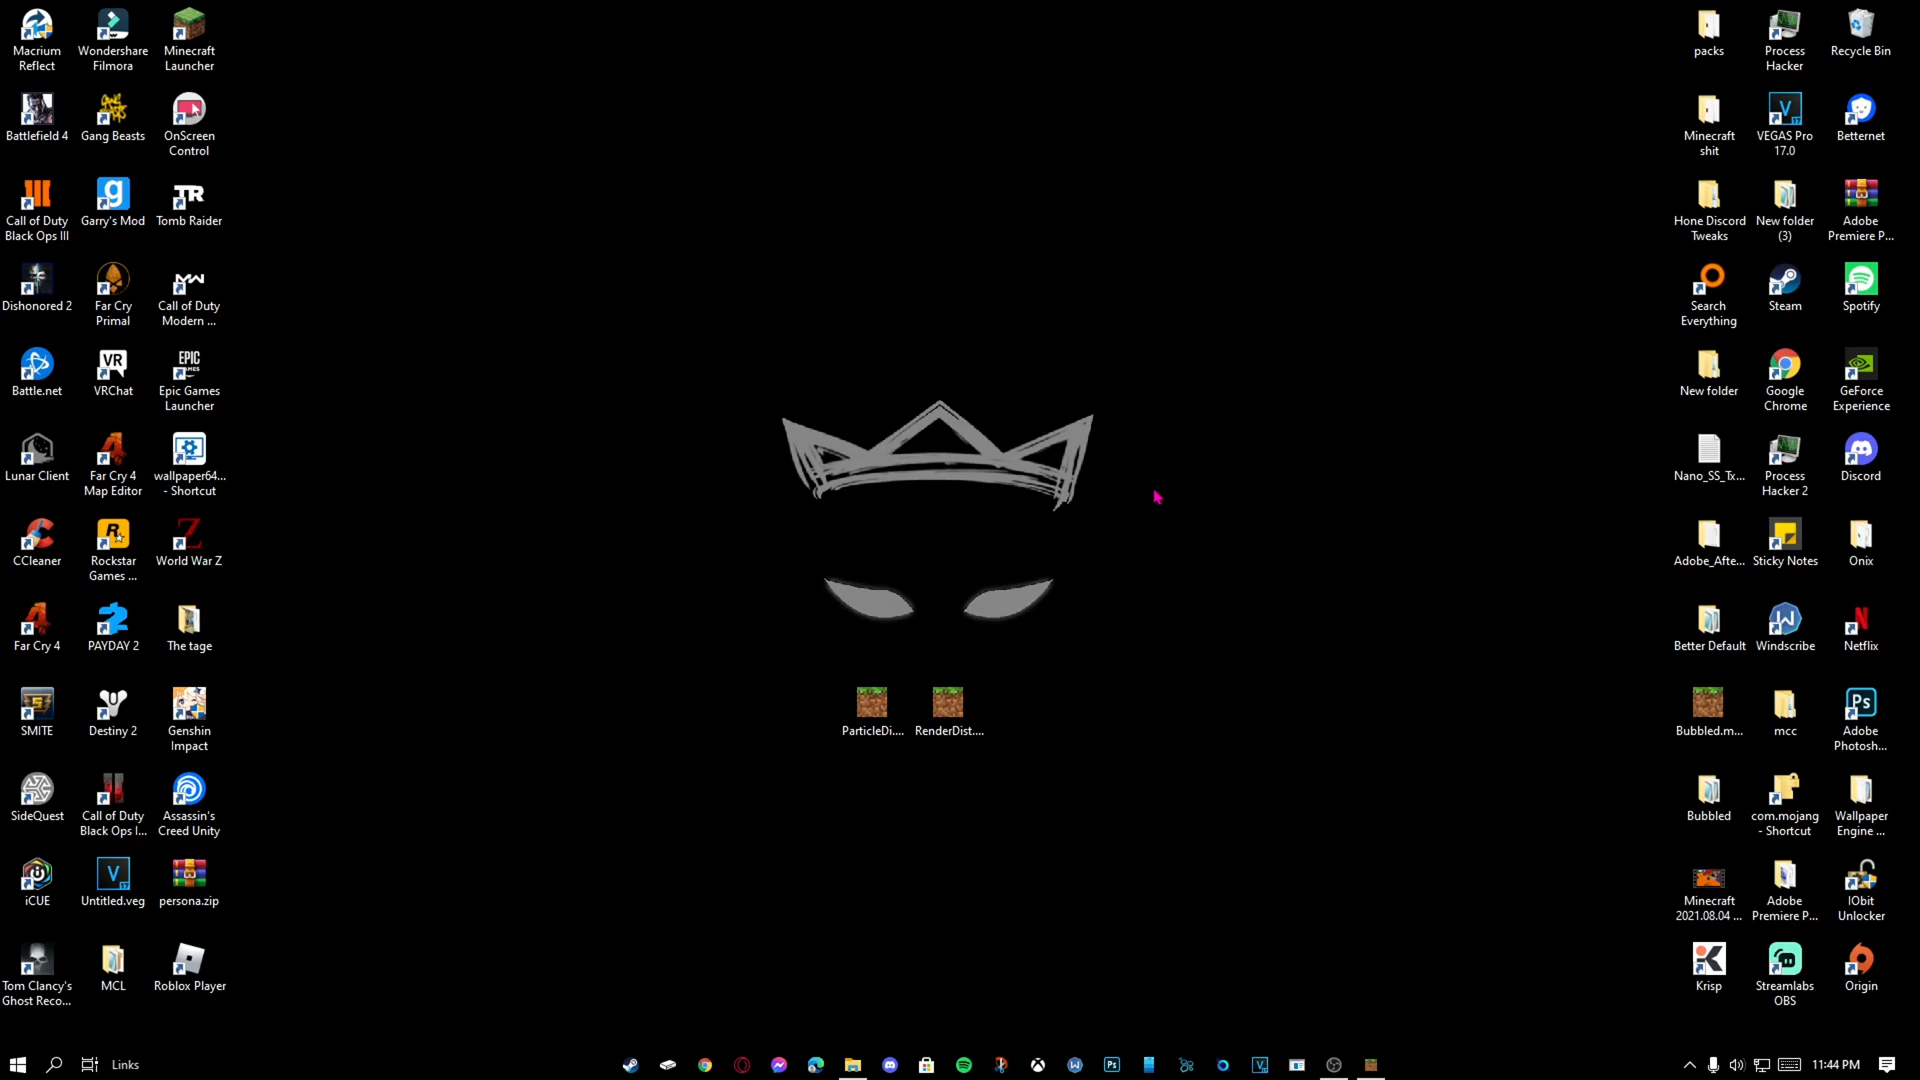 Macrium
Reflect
Wondershare
Filmora
Minecraft
Launcher
Battlefield 4
Gang Beasts
OnScreen
Control
Call of Duty
Black Ops III
Garry's Mod
Tomb Raider
Dishonored 2
Far Cry
Primal
Call of Duty
Modern ...
Battle.net
VRChat
Epic Games
Launcher
Lunar Client
Far Cry 4
Map Editor
wallpaper64...
- Shortcut
CCleaner
Rockstar
Games ...
World War Z
Far Cry 4
PAYDAY 2
The tage
SMITE
Destiny 2
Genshin
Impact
SideQuest
Call of Duty
Black Ops I...
Assassin's
Creed Unity
iCUE
Untitled.veg
persona.zip
Tom Clancy's
Ghost Reco...
MCL
Roblox Player
ParticleDi....
RenderDist....
packs
Process
Hacker
Recycle Bin
Minecraft
shit
VEGAS Pro
17.0
Betternet
Hone Discord
Tweaks
New folder
(3)
Adobe
Premiere P...
Search
Everything
Steam
Spotify
New folder
Google
Chrome
GeForce
Experience
Nano_SS_Tx...
Process
Hacker 2
Discord
Adobe_Afte...
Sticky Notes
Onix
Better Default
Windscribe
Netflix
Bubbled.m...
mcc
Adobe
Photosh...
Bubbled
com.mojang
- Shortcut
Wallpaper
Engine ...
Minecraft
2021.08.04 ...
Adobe
Premiere P...
IObit
Unlocker
Krisp
Streamlabs
OBS
Origin
Links
11:44 PM